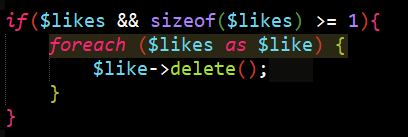 if($likes && sizeof($likes) >= 1){
foreach ($likes as $like) {
$like->delete();
}
}